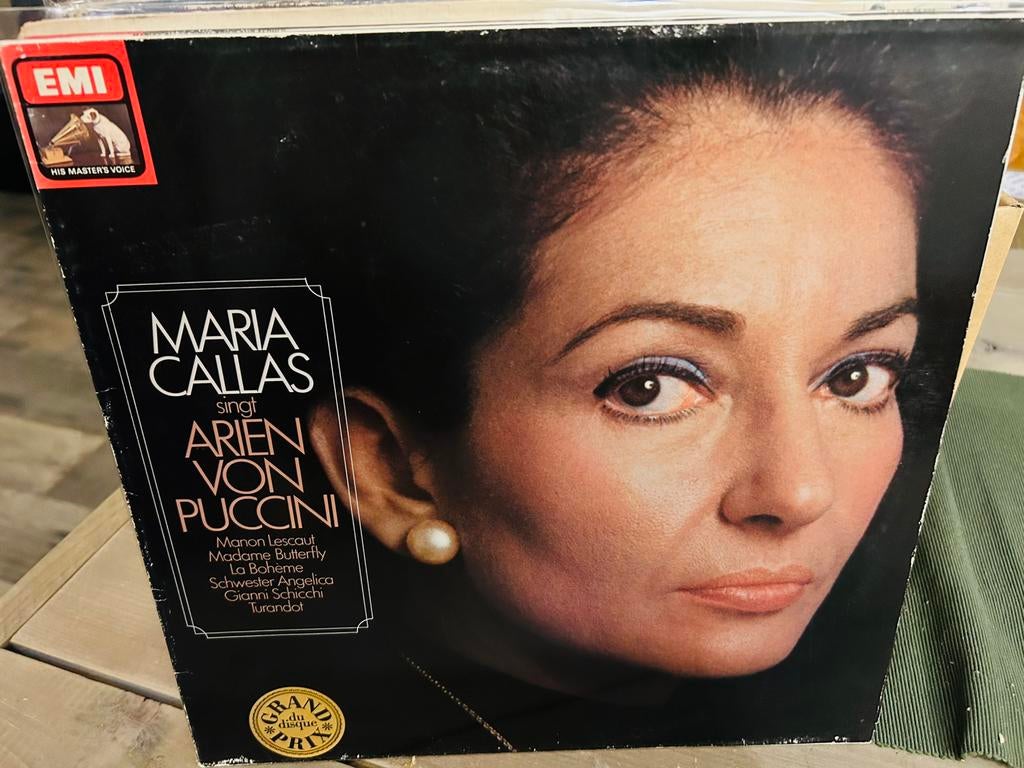 EMI
HIS MASTER'S VOICE
MARIA
CALLAS
singt
ARIEN
VON
PUCCINI
Manon Lescaut
Madame Butterfly
La Bohème
Schwester Angelica
Gianni Schicchi
Turandot
GRAND
du
disque
PRIX